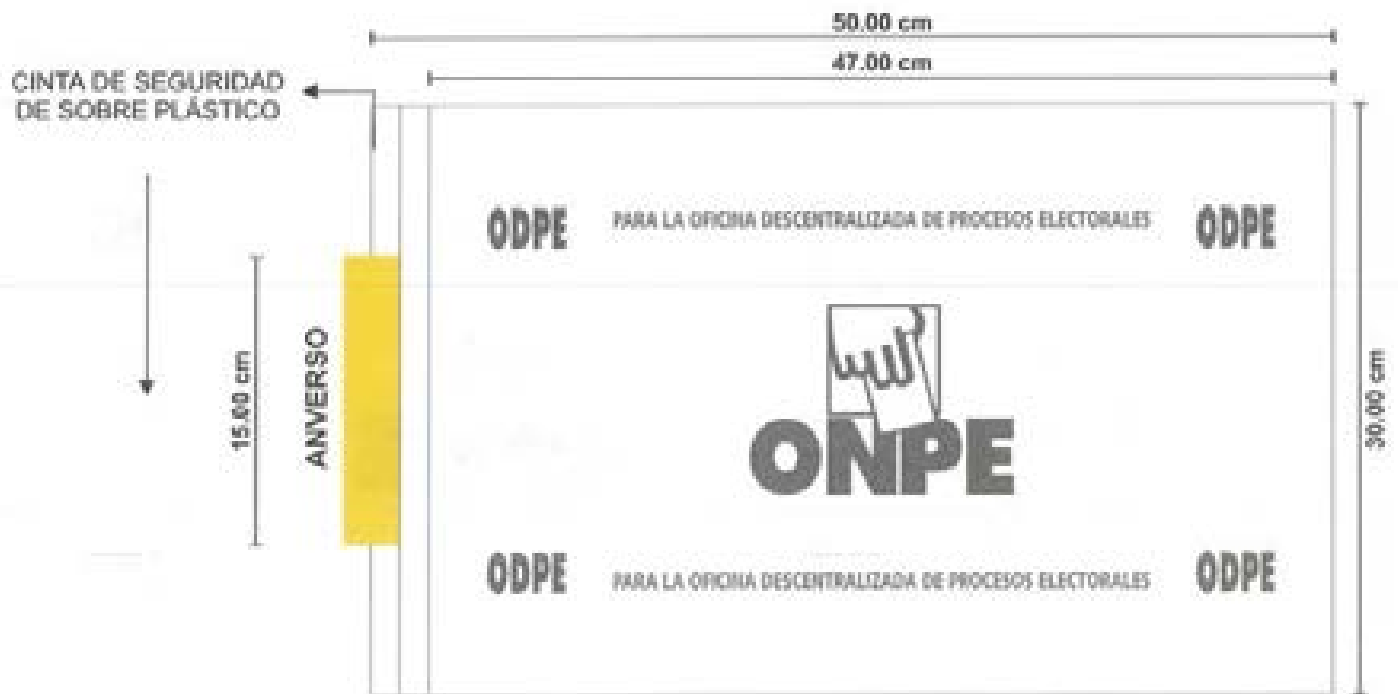 50.00 cm
47.00 cm
CINTA DE SEGURIDAD
DE SOBRE PLÁSTICO
ODPE PARA LA OFICINA DESCENTRALIZADA DE PROCESOS ELECTORALES ODPE
15.00 cm
ANVERSO
ONPE
30.00 cm
ODPE PARA LA OFICINA DESCENTRALIZADA DE PROCESOS ELECTORALES ODPE